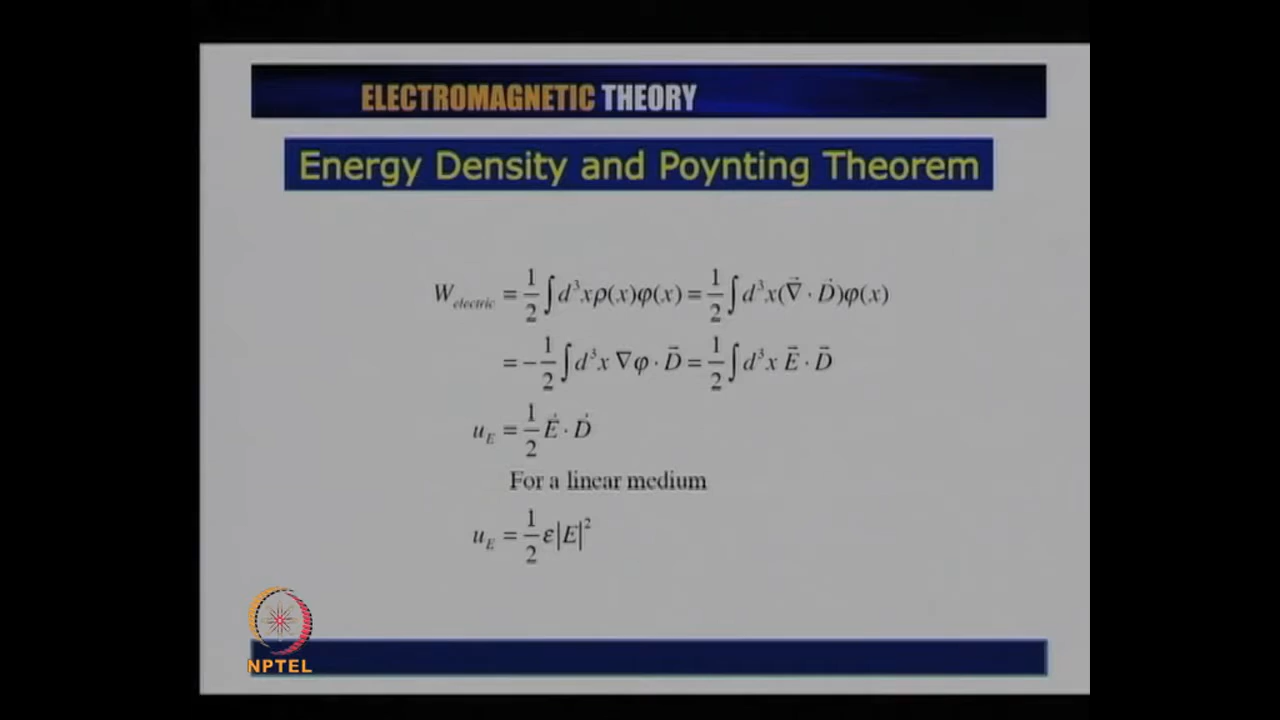 ELECTROMAGNETIC THEORY
Energy Density and Poynting Theorem
W_electric = 1/2 ∫ d³x ρ(x)φ(x) = 1/2 ∫ d³x (∇⃗ · D⃗)φ(x)
= − 1/2 ∫ d³x ∇φ · D⃗ = 1/2 ∫ d³x E⃗ · D⃗
u_E = 1/2 E⃗ · D⃗
For a linear medium
u_E = 1/2 ε|E|²
NPTEL